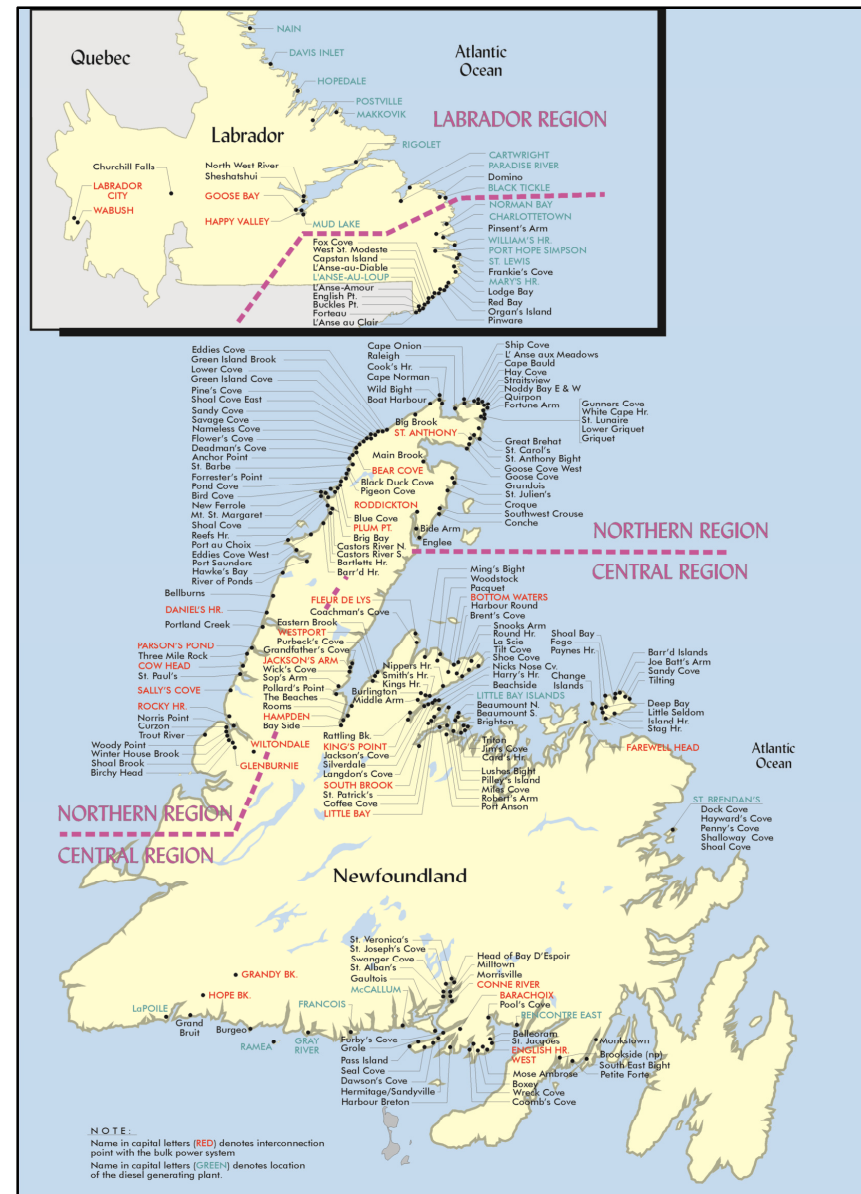 NAIN
Quebec
Atlantic
Ocean
DAVIS INLET
HOPEDALE
POSTVILLE
MAKKOVIK
LABRADOR REGION
Labrador
RIGOLET
CARTWRIGHT
PARADISE RIVER
Domino
BLACK TICKLE
Churchill Falls
North West River
Sheshatshui
LABRADOR
CITY
WABUSH
GOOSE BAY
HAPPY VALLEY
MUD LAKE
NORMAN BAY
CHARLOTTETOWN
Pinsent's Arm
WILLIAM'S HR.
PORT HOPE SIMPSON
ST. LEWIS
Frankie's Cove
MARY'S HR.
Lodge Bay
Red Bay
Organ's Island
Pinware
Fox Cove
West St. Modeste
Capstan Island
L'Anse-au-Diable
L'ANSE-AU-LOUP
L'Anse-Amour
English Pt.
Buckles Pt.
Forteau
L'Anse au Clair
Eddies Cove
Green Island Brook
Lower Cove
Green Island Cove
Pine's Cove
Shoal Cove East
Sandy Cove
Savage Cove
Nameless Cove
Flower's Cove
Deadman's Cove
Anchor Point
St. Barbe
Forrester's Point
Pond Cove
Bird Cove
New Ferrole
Mt. St. Margaret
Shoal Cove
Reefs Hr.
Port au Choix
Eddies Cove West
Port Saunders
Hawke's Bay
River of Ponds
Bellburns
DANIEL'S HR.
Portland Creek
PARSON'S POND
Three Mile Rock
COW HEAD
St. Paul's
SALLY'S COVE
ROCKY HR.
Norris Point
Curzon
Trout River
Woody Point
Winter House Brook
Shoal Brook
Birchy Head
Cape Onion
Raleigh
Cook's Hr.
Cape Norman
Wild Bight
Boat Harbour
Ship Cove
L' Anse aux Meadows
Cape Bauld
Hay Cove
Straitsview
Noddy Bay E & W
Quirpon
Fortune Arm
Gunners Cove
White Cape Hr.
St. Lunaire
Lower Griquet
Griquet
Big Brook
ST. ANTHONY
Great Brehat
St. Carol's
St. Anthony Bight
Goose Cove West
Goose Cove
Grandois
St. Julien's
Croque
Southwest Crouse
Conche
Main Brook
BEAR COVE
Black Duck Cove
Pigeon Cove
RODDICKTON
Blue Cove
PLUM PT.
Brig Bay
Castors River N.
Castors River S.
Bartletts Hr.
Barr'd Hr.
Bide Arm
Englee
NORTHERN REGION
CENTRAL REGION
FLEUR DE LYS
Coachman's Cove
Eastern Brook
WESTPORT
Purbeck's Cove
Grandfather's Cove
JACKSON'S ARM
Wick's Cove
Sop's Arm
Pollard's Point
The Beaches
Rooms
HAMPDEN
Bay Side
WILTONDALE
GLENBURNIE
Ming's Bight
Woodstock
Pacquet
BOTTOM WATERS
Harbour Round
Brent's Cove
Snooks Arm
Round Hr.
La Scie
Tilt Cove
Shoe Cove
Nicks Nose Cv.
Harry's Hr.
Beachside
LITTLE BAY ISLANDS
Beaumont N.
Beaumont S.
Brighton
Nippers Hr.
Smith's Hr.
Kings Hr.
Burlington
Middle Arm
Rattling Bk.
KING'S POINT
Jackson's Cove
Silverdale
Langdon's Cove
SOUTH BROOK
St. Patrick's
Coffee Cove
LITTLE BAY
Triton
Jim's Cove
Card's Hr.
Lushes Bight
Pilley's Island
Miles Cove
Robert's Arm
Port Anson
Shoal Bay
Fogo
Paynes Hr.
Change
Islands
Barr'd Islands
Joe Batt's Arm
Sandy Cove
Tilting
Deep Bay
Little Seldom
Island Hr.
Stag Hr.
FAREWELL HEAD
Atlantic
Ocean
NORTHERN REGION
CENTRAL REGION
ST. BRENDAN'S
Dock Cove
Hayward's Cove
Penny's Cove
Shalloway Cove
Shoal Cove
Newfoundland
St. Veronica's
St. Joseph's Cove
Swanger Cove
St. Alban's
Gaultois
McCALLUM
Head of Bay D'Espoir
Milltown
Morrisville
CONNE RIVER
BARACHOIX
Pool's Cove
RENCONTRE EAST
GRANDY BK.
HOPE BK.
LaPOILE
Grand
Bruit
Burgeo
RAMEA
GRAY
RIVER
FRANCOIS
Furby's Cove
Grole
Pass Island
Seal Cove
Dawson's Cove
Hermitage/Sandyville
Harbour Breton
Belleoram
St. Jacques
ENGLISH HR.
WEST
Mose Ambrose
Boxey
Wreck Cove
Coomb's Cove
Monkstown
Brookside (np)
South East Bight
Petite Forte
NOTE:
Name in capital letters (RED) denotes interconnection
point with the bulk power system
Name in capital letters (GREEN) denotes location
of the diesel generating plant.